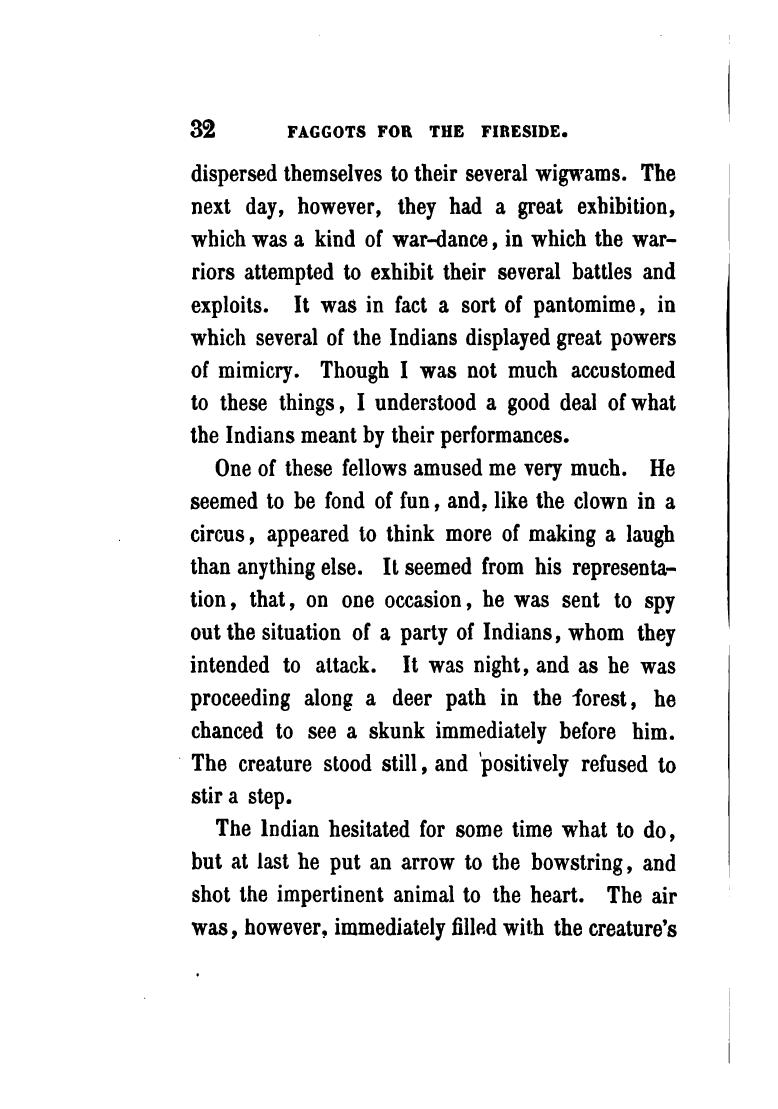 32 FAGGOTS FOR THE FIRESIDE.
dispersed themselves to their several wigwams. The
next day, however, they had a great exhibition,
which was a kind of war-dance, in which the war-
riors attempted to exhibit their several battles and
exploits. It was in fact a sort of pantomime, in
which several of the Indians displayed great powers
of mimicry. Though I was not much accustomed
to these things, I understood a good deal of what
the Indians meant by their performances.
One of these fellows amused me very much. He
seemed to be fond of fun, and, like the clown in a
circus, appeared to think more of making a laugh
than anything else. It seemed from his representa-
tion, that, on one occasion, he was sent to spy
out the situation of a party of Indians, whom they
intended to attack. It was night, and as he was
proceeding along a deer path in the forest, he
chanced to see a skunk immediately before him.
The creature stood still, and positively refused to
stir a step.
The Indian hesitated for some time what to do,
but at last he put an arrow to the bowstring, and
shot the impertinent animal to the heart. The air
was, however, immediately filled with the creature's